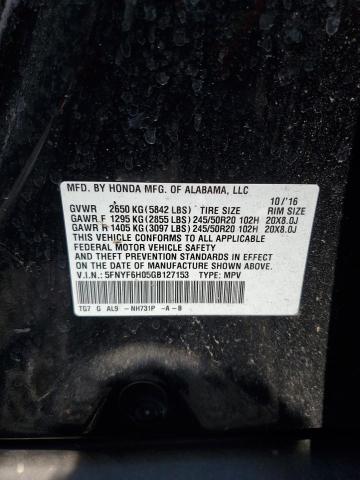 MFD. BY HONDA MFG. OF ALABAMA, LLC 10/'16
GVWR 2650 KG (5842 LBS) TIRE SIZE RIM SIZE
GAWR F 1295 KG (2855 LBS) 245/50R20 102H 20X8.0J
GAWR R 1405 KG (3097 LBS) 245/50R20 102H 20X8.0J
THIS VEHICLE CONFORMS TO ALL APPLICABLE
FEDERAL MOTOR VEHICLE SAFETY STANDARDS
IN EFFECT ON THE DATE OF MANUFACTURE SHOWN ABOVE.
V.I.N.: 5FNYF6H05GB127153 TYPE: MPV
TG7 G AL9 -NH731P -A-B